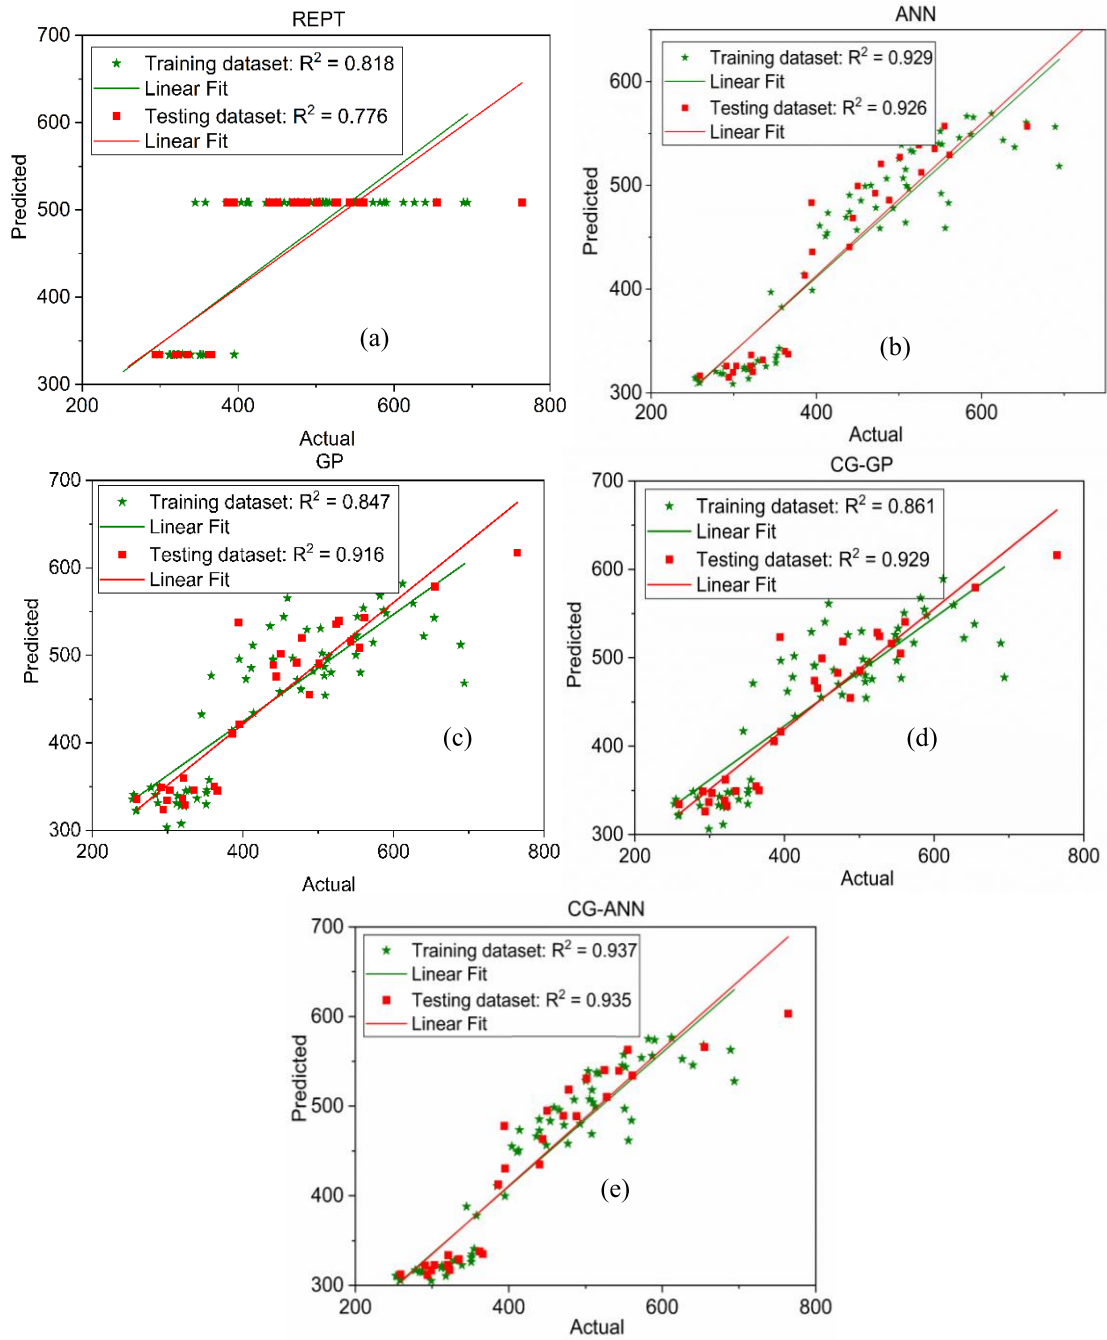 REPT
700
600
500
400
300
200
400
600
800
Predicted
Actual
Training dataset: R² = 0.818
Linear Fit
Testing dataset: R² = 0.776
Linear Fit
(a)
ANN
600
500
400
300
200
400
600
Predicted
Actual
Training dataset: R² = 0.929
Linear Fit
Testing dataset: R² = 0.926
Linear Fit
(b)
GP
700
600
500
400
300
200
400
600
800
Predicted
Actual
Training dataset: R² = 0.847
Linear Fit
Testing dataset: R² = 0.916
Linear Fit
(c)
CG-GP
700
600
500
400
300
200
400
600
800
Predicted
Actual
Training dataset: R² = 0.861
Linear Fit
Testing dataset: R² = 0.929
Linear Fit
(d)
CG-ANN
700
600
500
400
300
200
400
600
800
Predicted
Actual
Training dataset: R² = 0.937
Linear Fit
Testing dataset: R² = 0.935
Linear Fit
(e)